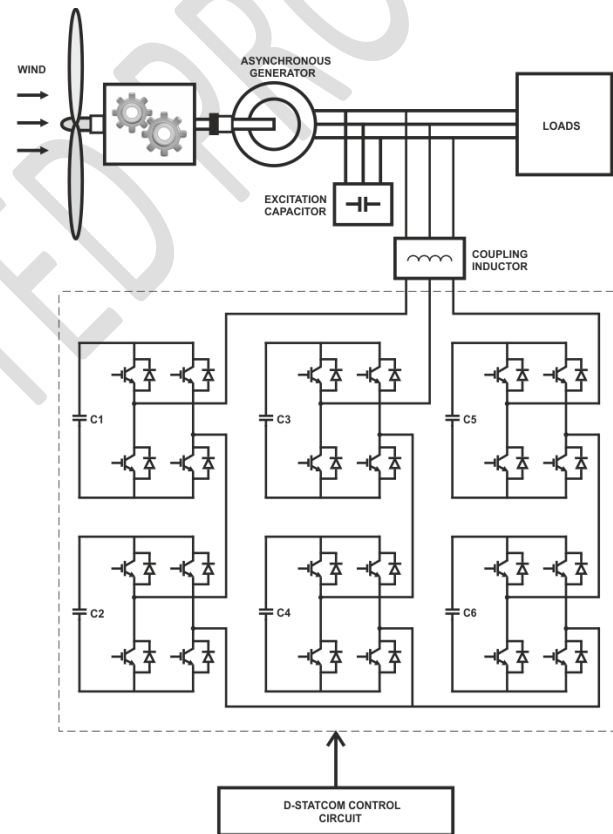 ASYNCHRONOUS
GENERATOR
WIND
LOADS
EXCITATION
CAPACITOR
COUPLING
INDUCTOR
C1
C3
C5
C2
C4
C6
D-STATCOM CONTROL
CIRCUIT